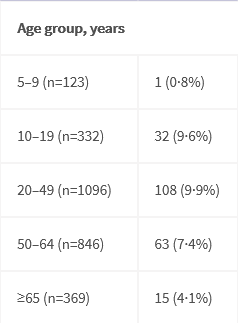 Age group, years
5–9 (n=123) 1 (0·8%)
10–19 (n=332) 32 (9·6%)
20–49 (n=1096) 108 (9·9%)
50–64 (n=846) 63 (7·4%)
≥65 (n=369) 15 (4·1%)